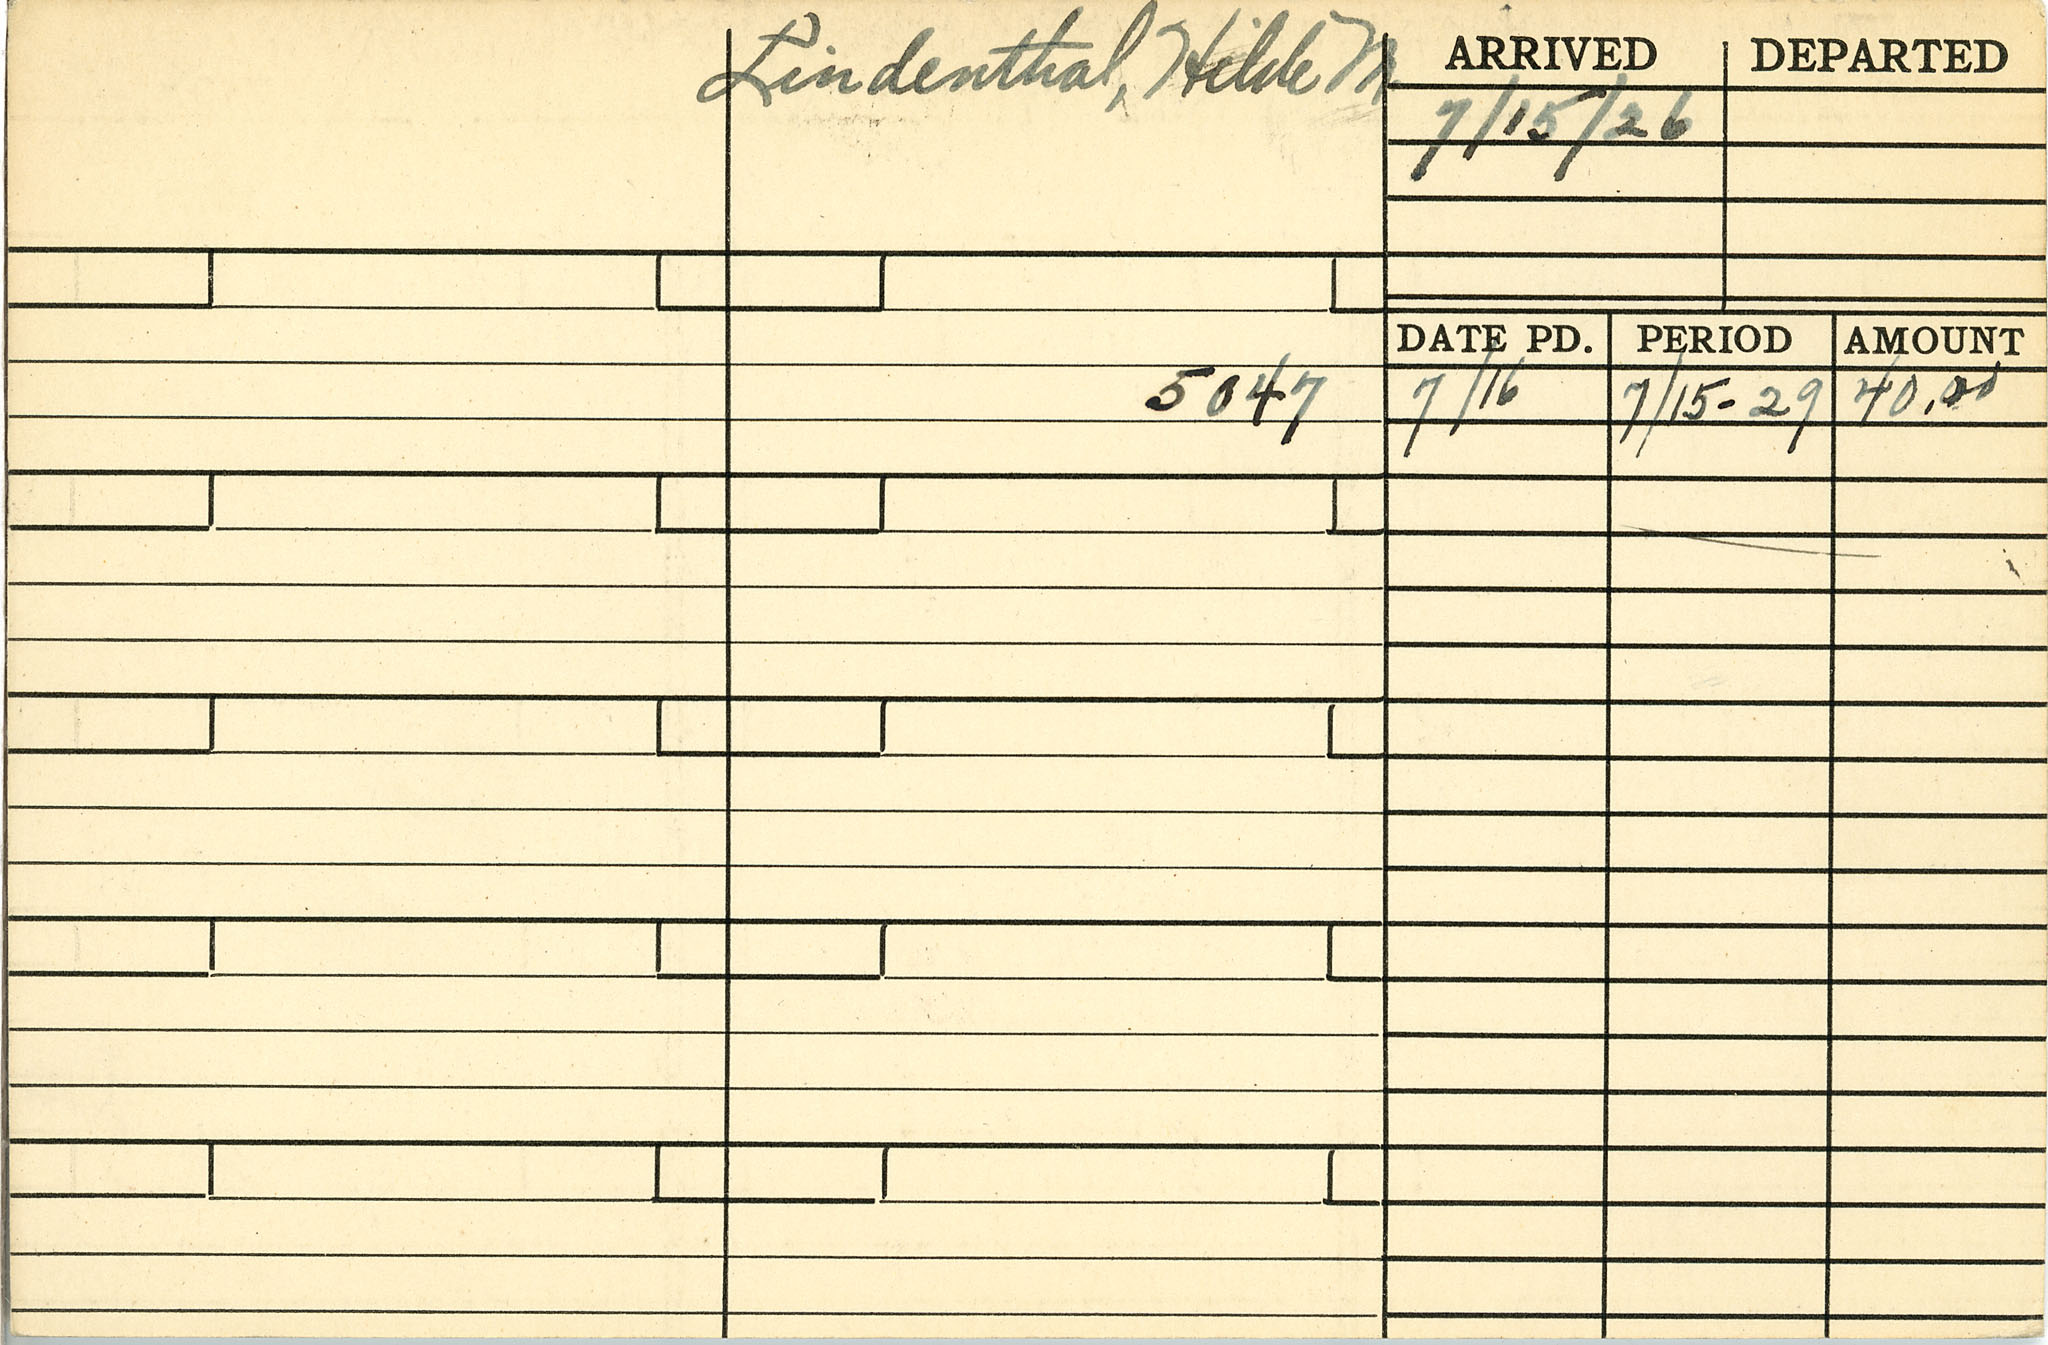 Lindenthal, Hilde M
ARRIVED DEPARTED
7/15/26
DATE PD. PERIOD AMOUNT
5047 7/16 7/15-29 40.00